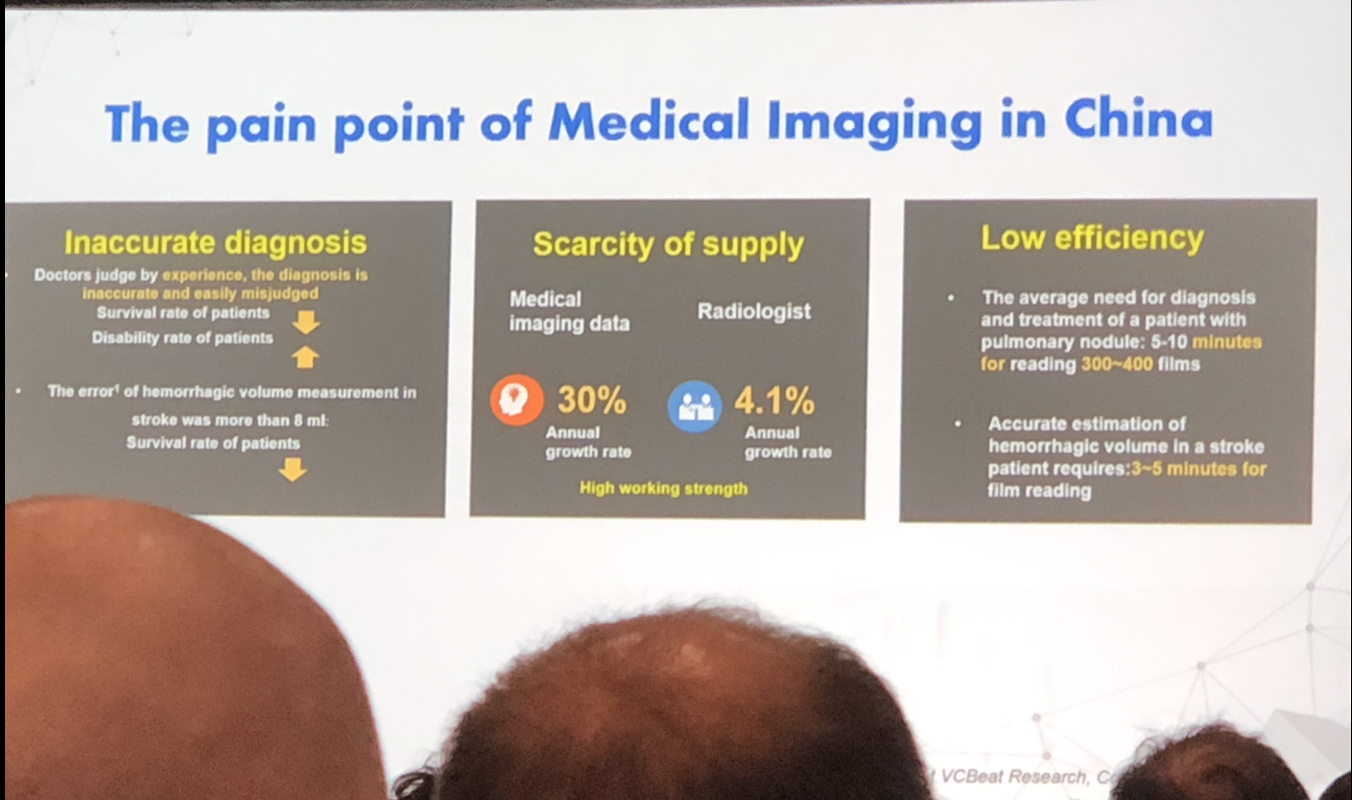 The pain point of Medical Imaging in China
Inaccurate diagnosis
Doctors judge by experience, the diagnosis is
inaccurate and easily misjudged
Survival rate of patients
Disability rate of patients
• The error¹ of hemorrhagic volume measurement in
stroke was more than 8 ml:
Survival rate of patients
Scarcity of supply
Medical
imaging data
Radiologist
30%
Annual
growth rate
4.1%
Annual
growth rate
High working strength
Low efficiency
• The average need for diagnosis
and treatment of a patient with
pulmonary nodule: 5-10 minutes
for reading 300~400 films
• Accurate estimation of
hemorrhagic volume in a stroke
patient requires:3~5 minutes for
film reading
VCBeat Research,